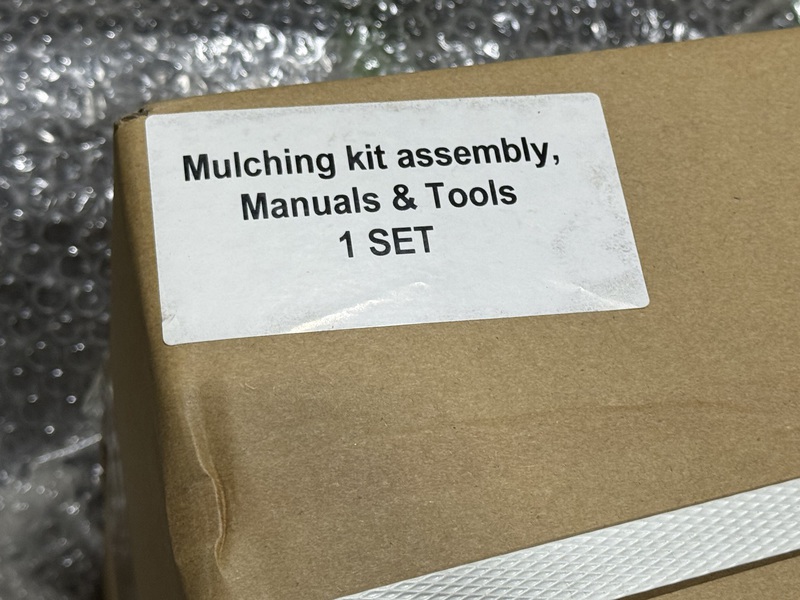 Mulching kit assembly,
Manuals & Tools
1 SET